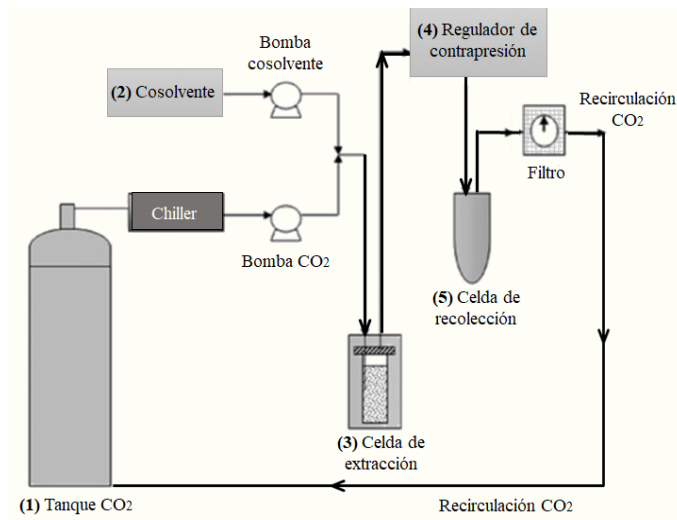 (4) Regulador de
contrapresión
Bomba
cosolvente
(2) Cosolvente
Recirculación
CO2
Filtro
Chiller
Bomba CO2
(5) Celda de
recolección
(3) Celda de
extracción
(1) Tanque CO2
Recirculación CO2